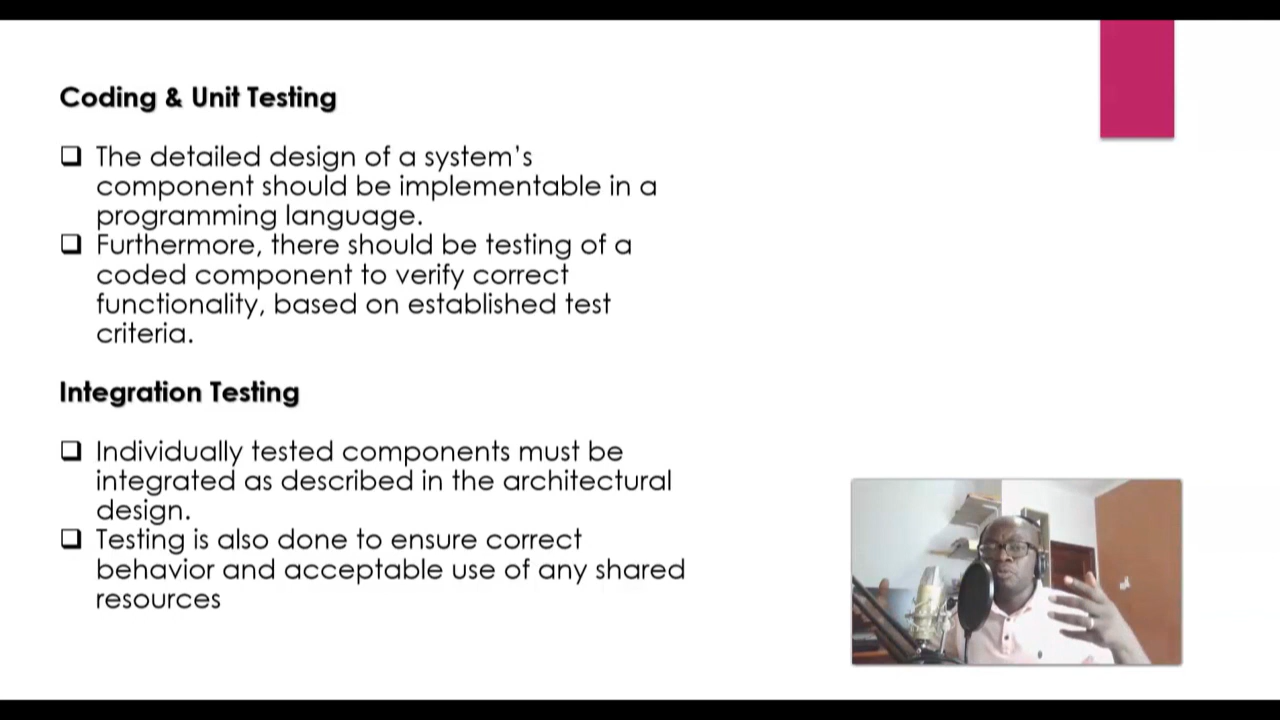 Coding & Unit Testing
❑ The detailed design of a system's
component should be implementable in a
programming language.
❑ Furthermore, there should be testing of a
coded component to verify correct
functionality, based on established test
criteria.
Integration Testing
❑ Individually tested components must be
integrated as described in the architectural
design.
❑ Testing is also done to ensure correct
behavior and acceptable use of any shared
resources